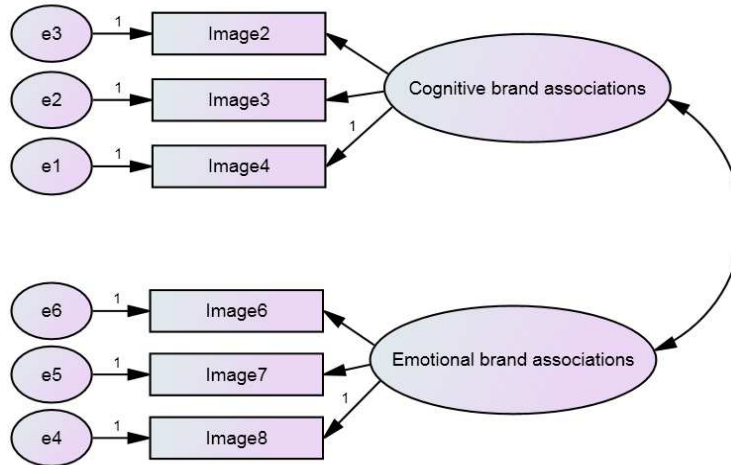 e3
1
Image2
e2
1
Image3
Cognitive brand associations
e1
1
Image4
1
e6
1
Image6
e5
1
Image7
Emotional brand associations
e4
1
Image8
1